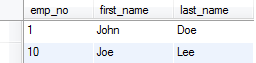 emp_no first_name last_name
1 John Doe
10 Joe Lee